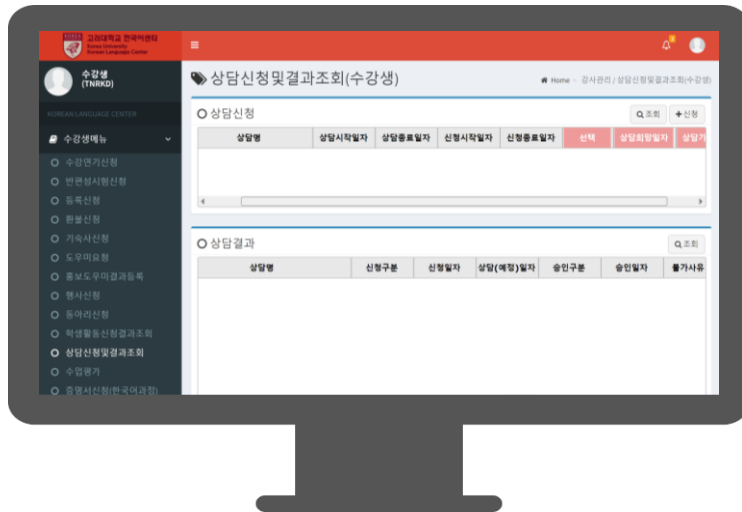 고려대학교 한국어센터
Korea University
Korean Language Center
수강생
(TNRKD)
KOREAN LANGUAGE CENTER
수강생메뉴
수강연기신청
반편성시험신청
등록신청
환불신청
기숙사신청
도우미요청
홍보도우미결과등록
행사신청
동아리신청
학생활동신청결과조회
상담신청및결과조회
수업평가
증명서신청(한국어과정)
상담신청및결과조회(수강생)
Home > 강사관리 / 상담신청및결과조회(수강생)
상담신청
조회 신청
상담명 상담시작일자 상담종료일자 신청시작일자 신청종료일자 선택 상담희망일자 상담가
상담결과
조회
상담명 신청구분 신청일자 상담(예정)일자 승인구분 승인일자 불가사유